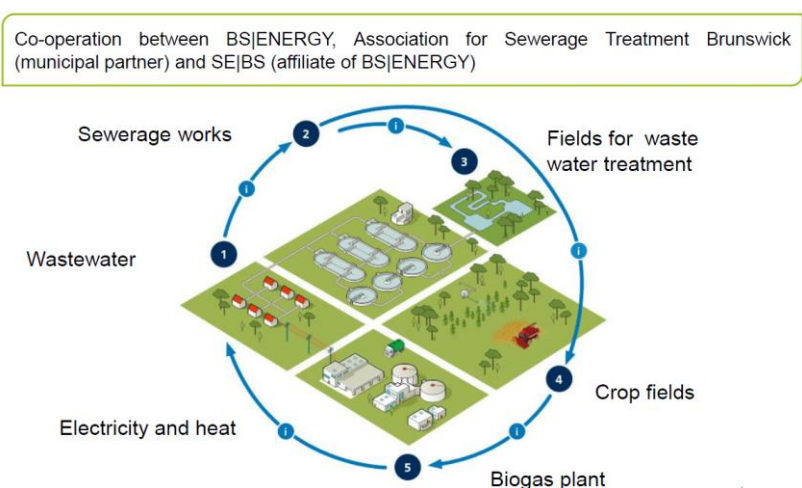 Co-operation between BS|ENERGY, Association for Sewerage Treatment Brunswick
(municipal partner) and SE|BS (affiliate of BS|ENERGY)
Sewerage works
2
i
3
Fields for waste
water treatment
i
i
Wastewater
1
4
Crop fields
Electricity and heat
i
i
5
Biogas plant